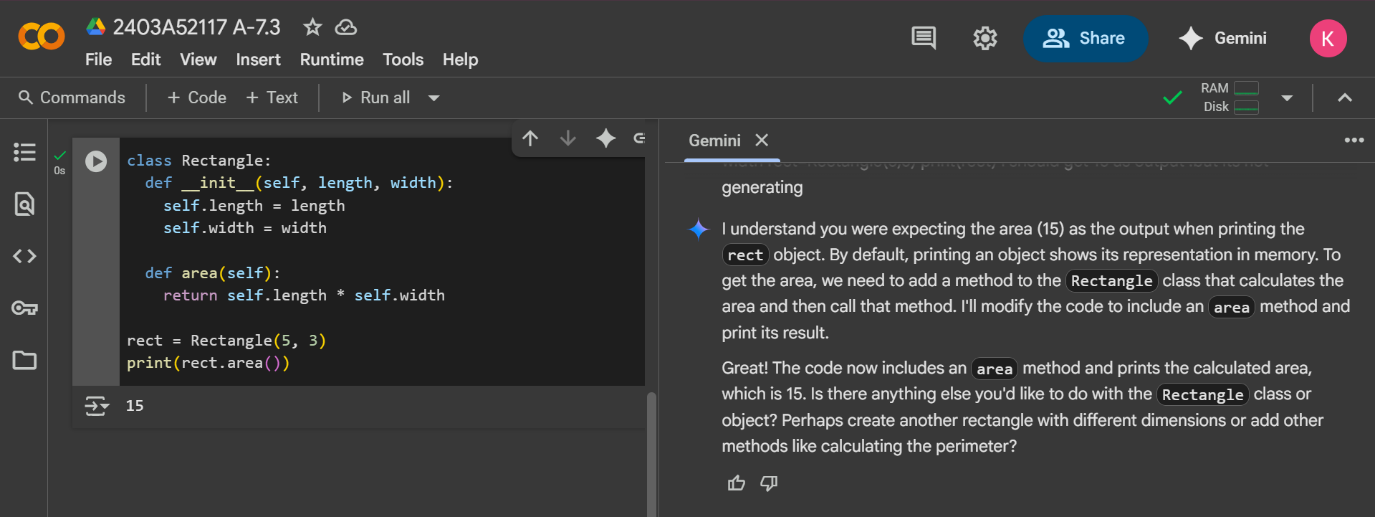 2403A52117 A-7.3
File Edit View Insert Runtime Tools Help
Share
Gemini
K
Commands + Code + Text Run all
RAM
Disk
0s
class Rectangle:
  def __init__(self, length, width):
    self.length = length
    self.width = width
  def area(self):
    return self.length * self.width
rect = Rectangle(5, 3)
print(rect.area())
15
Gemini
generating
I understand you were expecting the area (15) as the output when printing the
rect object. By default, printing an object shows its representation in memory. To
get the area, we need to add a method to the Rectangle class that calculates the
area and then call that method. I'll modify the code to include an area method and
print its result.
Great! The code now includes an area method and prints the calculated area,
which is 15. Is there anything else you'd like to do with the Rectangle class or
object? Perhaps create another rectangle with different dimensions or add other
methods like calculating the perimeter?